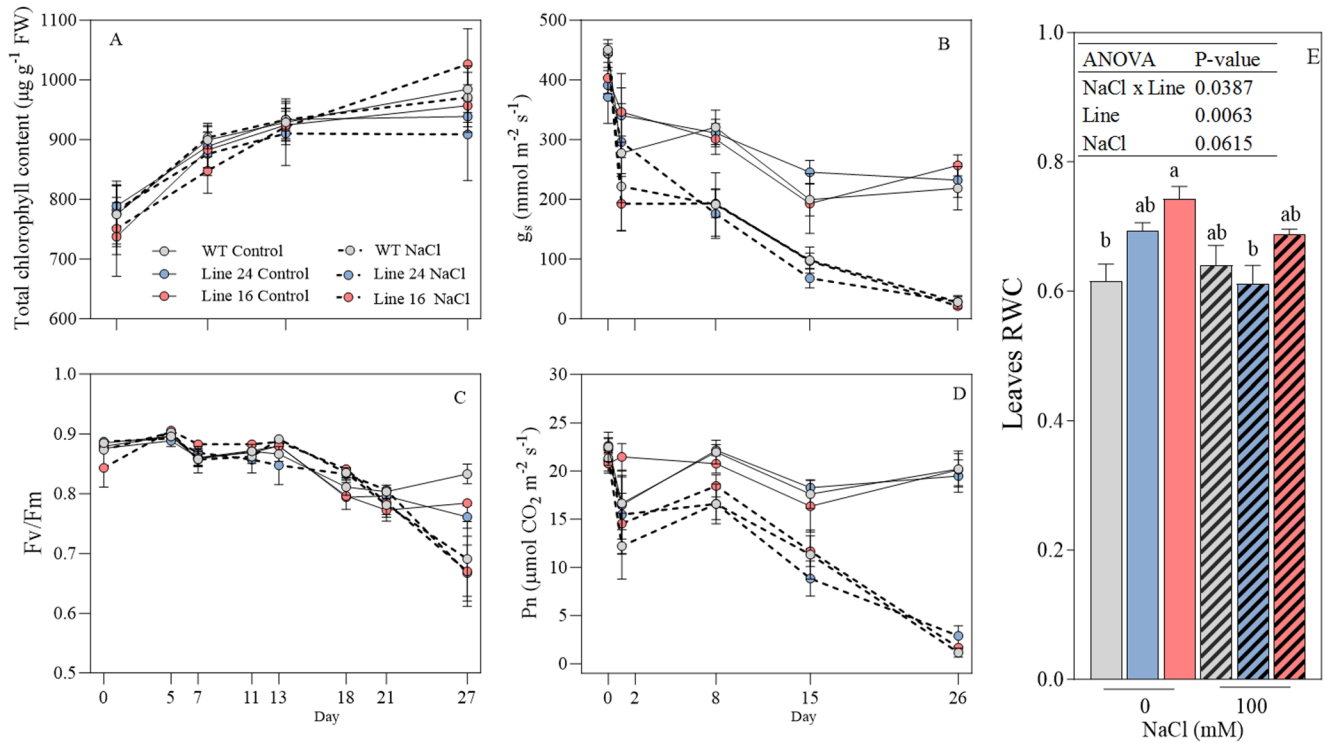 A
Total chlorophyll content (µg g⁻¹ FW)
1100
1000
900
800
700
600
WT Control
WT NaCl
Line 24 Control
Line 24 NaCl
Line 16 Control
Line 16 NaCl
B
gₛ (mmol m⁻² s⁻¹)
500
400
300
200
100
0
C
Fv/Fm
1.0
0.9
0.8
0.7
0.6
0.5
0 5 7 11 13 18 21 27
Day
D
Pn (µmol CO₂ m⁻² s⁻¹)
30
25
20
15
10
5
0
0 2 8 15 26
Day
E
ANOVA P-value
NaCl x Line 0.0387
Line 0.0063
NaCl 0.0615
Leaves RWC
1.0
0.8
0.6
0.4
0.2
0.0
b ab a ab b ab
0 100
NaCl (mM)